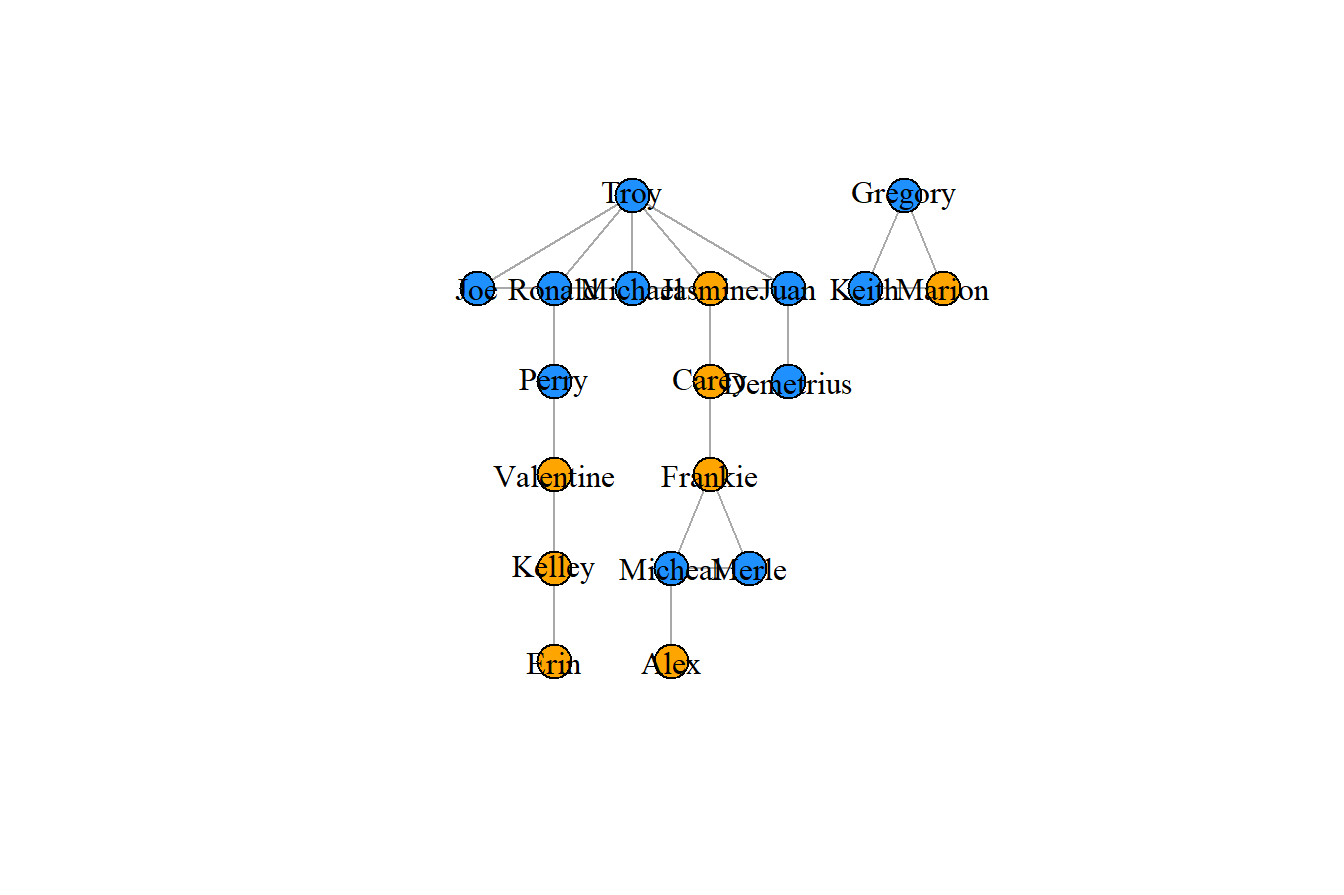 Troy
Gregory
Joe
Ronald
Michael
Jasmine
Juan
Keith
Marion
Perry
Carey
Demetrius
Valentine
Frankie
Kelley
Micheal
Merle
Erin
Alex